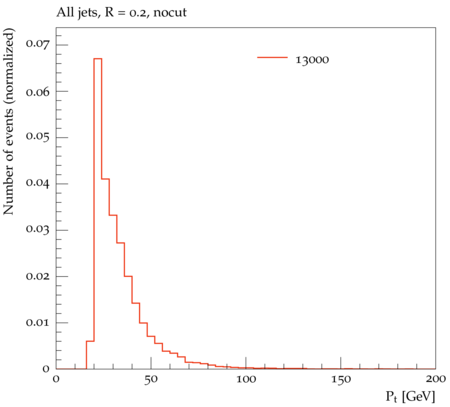 All jets, R = 0.2, nocut
Number of events (normalized)
0.07
0.06
0.05
0.04
0.03
0.02
0.01
0
13000
0 50 100 150 200
Pt [GeV]